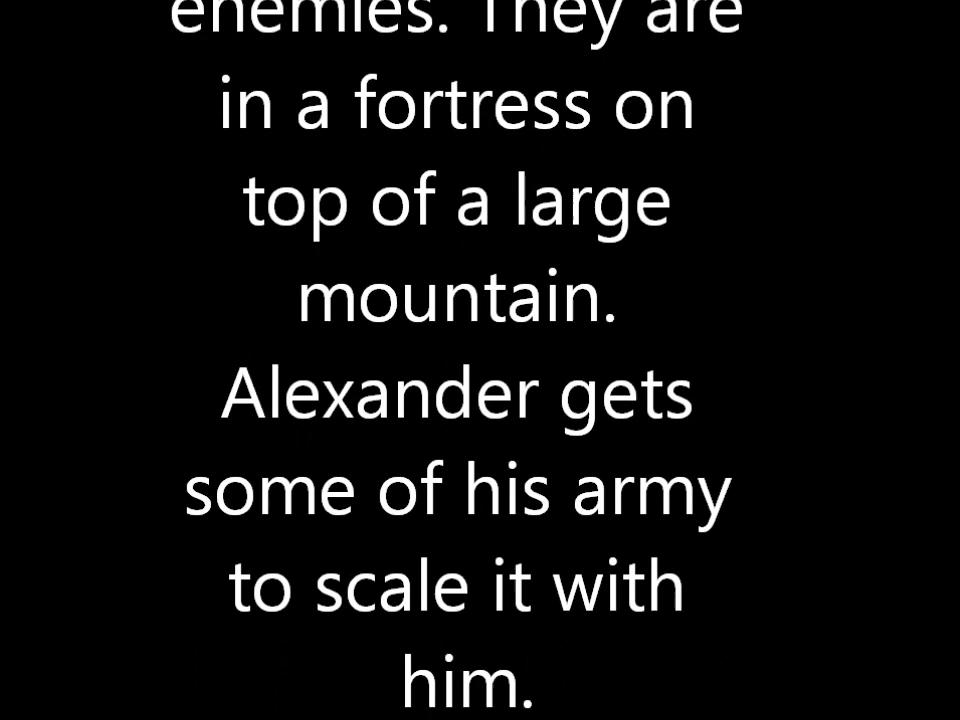 enemies. They are
in a fortress on
top of a large
mountain.
Alexander gets
some of his army
to scale it with
him.